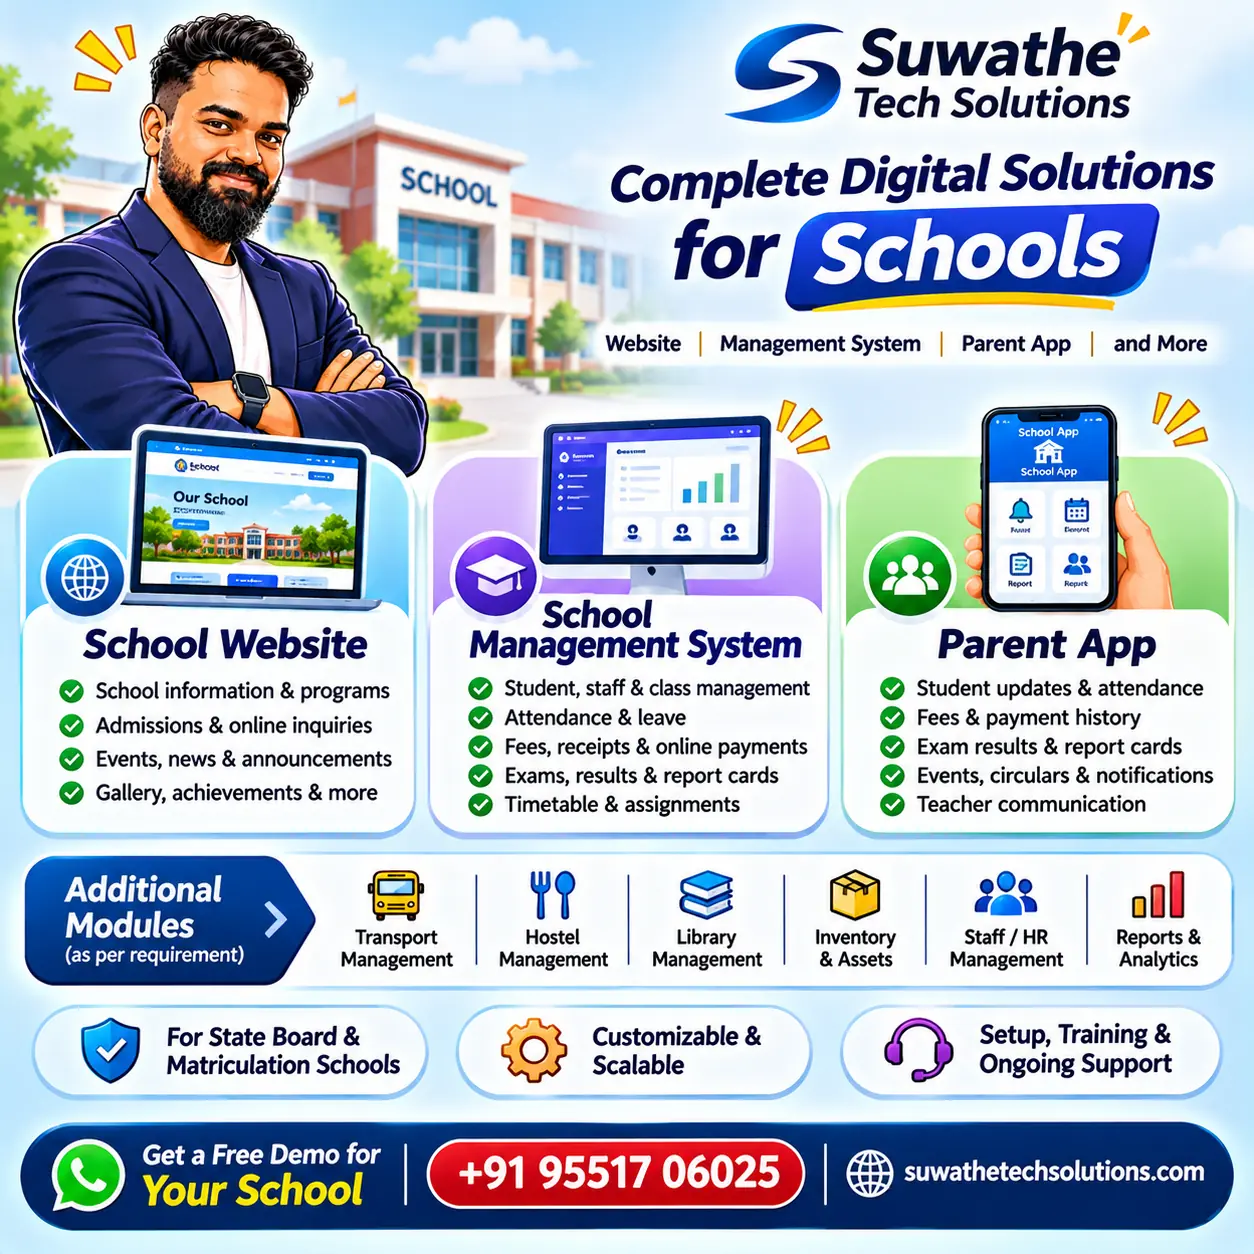 Suwathe
Tech Solutions
Complete Digital Solutions
for Schools
Website | Management System | Parent App | and More
SCHOOL
School
Our School
School App
School App
Report
School Website
School information & programs
Admissions & online inquiries
Events, news & announcements
Gallery, achievements & more
School
Management System
Student, staff & class management
Attendance & leave
Fees, receipts & online payments
Exams, results & report cards
Timetable & assignments
Parent App
Student updates & attendance
Fees & payment history
Exam results & report cards
Events, circulars & notifications
Teacher communication
Additional
Modules
(as per requirement)
Transport
Management
Hostel
Management
Library
Management
Inventory
& Assets
Staff / HR
Management
Reports &
Analytics
For State Board &
Matriculation Schools
Customizable &
Scalable
Setup, Training &
Ongoing Support
Get a Free Demo for
Your School
+91 95517 06025
suwathetechsolutions.com